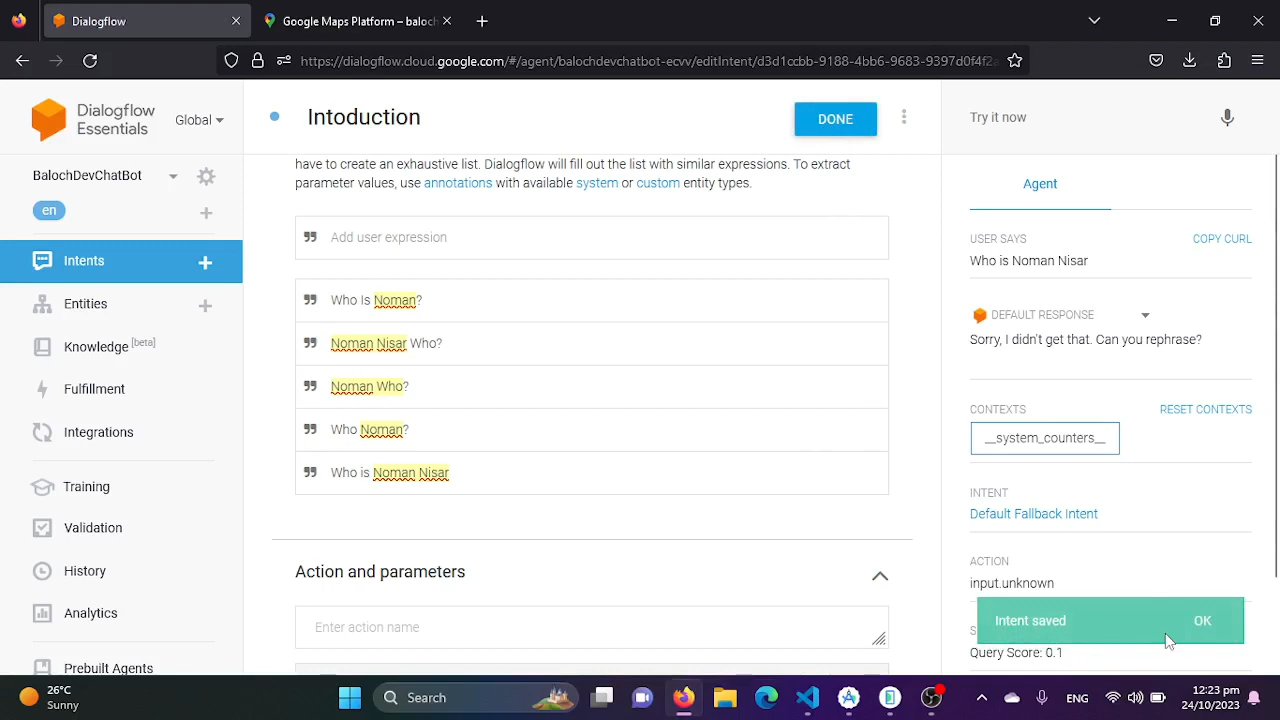 Dialogflow
Google Maps Platform – baloch
https://dialogflow.cloud.google.com/#/agent/balochdevchatbot-ecvv/editIntent/d3d1ccbb-9188-4bb6-9683-9397d0f4f2a
Dialogflow
Essentials
Global
Intoduction
DONE
Try it now
have to create an exhaustive list. Dialogflow will fill out the list with similar expressions. To extract
parameter values, use annotations with available system or custom entity types.
BalochDevChatBot
en
Intents
Entities
Knowledge [beta]
Fulfillment
Integrations
Training
Validation
History
Analytics
Prebuilt Agents
Add user expression
Who Is Noman?
Noman Nisar Who?
Noman Who?
Who Noman?
Who is Noman Nisar
Action and parameters
Enter action name
Agent
USER SAYS
COPY CURL
Who is Noman Nisar
DEFAULT RESPONSE
Sorry, I didn't get that. Can you rephrase?
CONTEXTS
RESET CONTEXTS
__system_counters__
INTENT
Default Fallback Intent
ACTION
input.unknown
Intent saved
OK
Query Score: 0.1
26°C
Sunny
Search
ENG
12:23 pm
24/10/2023